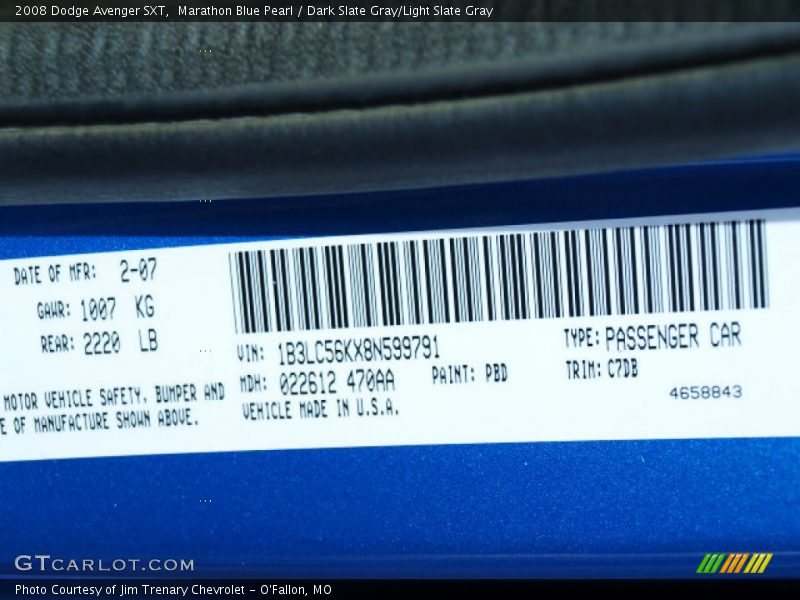 2008 Dodge Avenger SXT,  Marathon Blue Pearl / Dark Slate Gray/Light Slate Gray
DATE OF MFR: 2-07
GAWR: 1007 KG
REAR: 2220 LB
MOTOR VEHICLE SAFETY, BUMPER AND
E OF MANUFACTURE SHOWN ABOVE.
VIN: 1B3LC56KX8N599791
MDH: 022612 470AA PAINT: PBD
VEHICLE MADE IN U.S.A.
TYPE: PASSENGER CAR
TRIM: C7DB
4658843
GTCARLOT.COM
Photo Courtesy of Jim Trenary Chevrolet - O'Fallon, MO